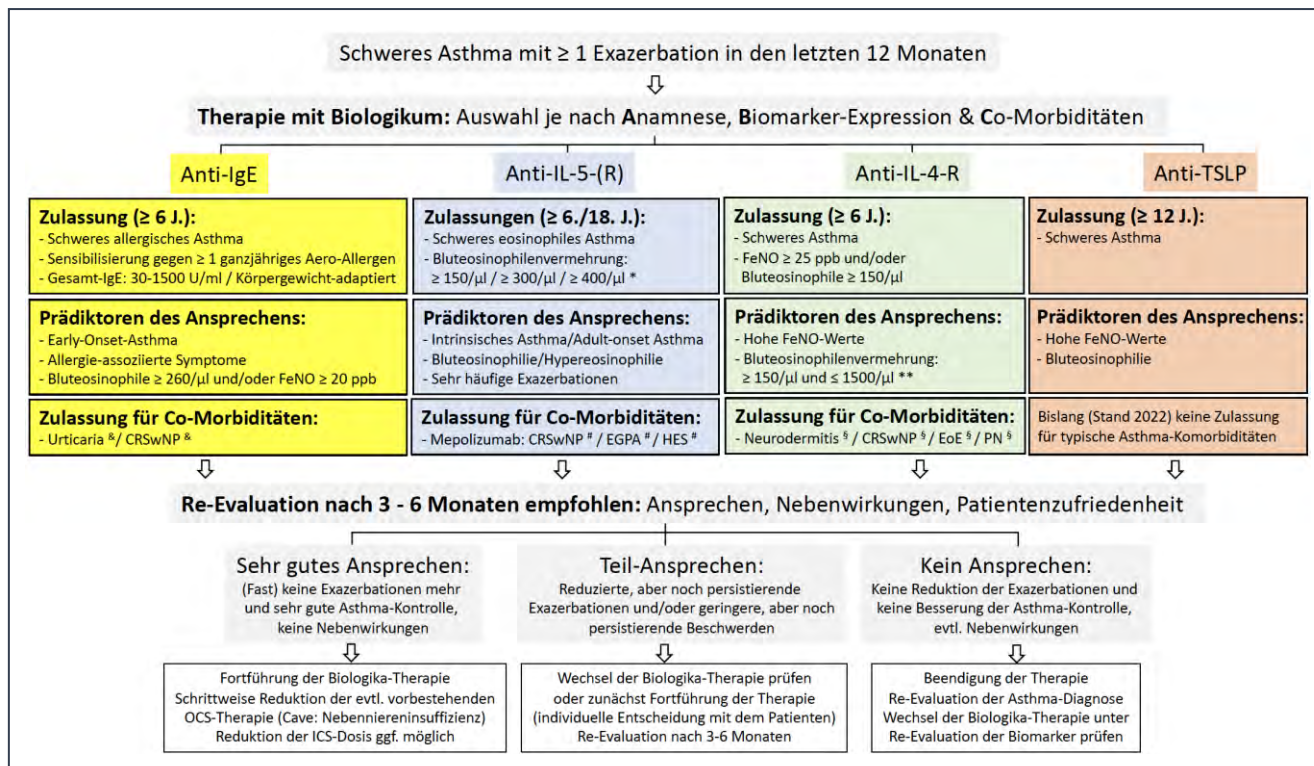 Schweres Asthma mit ≥ 1 Exazerbation in den letzten 12 Monaten
Therapie mit Biologikum: Auswahl je nach Anamnese, Biomarker-Expression & Co-Morbiditäten
Anti-IgE
Zulassung (≥ 6 J.):
- Schweres allergisches Asthma
- Sensibilisierung gegen ≥ 1 ganzjähriges Aero-Allergen
- Gesamt-IgE: 30-1500 U/ml / Körpergewicht-adaptiert
Prädiktoren des Ansprechens:
- Early-Onset-Asthma
- Allergie-assoziierte Symptome
- Bluteosinophile ≥ 260/µl und/oder FeNO ≥ 20 ppb
Zulassung für Co-Morbiditäten:
- Urticaria &/ CRSwNP &
Anti-IL-5-(R)
Zulassungen (≥ 6./18. J.):
- Schweres eosinophiles Asthma
- Bluteosinophilenvermehrung:
≥ 150/µl / ≥ 300/µl / ≥ 400/µl *
Prädiktoren des Ansprechens:
- Intrinsisches Asthma/Adult-onset Asthma
- Bluteosinophilie/Hypereosinophilie
- Sehr häufige Exazerbationen
Zulassung für Co-Morbiditäten:
- Mepolizumab: CRSwNP # / EGPA # / HES #
Anti-IL-4-R
Zulassung (≥ 6 J.):
- Schweres Asthma
- FeNO ≥ 25 ppb und/oder
Bluteosinophile ≥ 150/µl
Prädiktoren des Ansprechens:
- Hohe FeNO-Werte
- Bluteosinophilenvermehrung:
≥ 150/µl und ≤ 1500/µl **
Zulassung für Co-Morbiditäten:
- Neurodermitis § / CRSwNP § / EoE § / PN §
Anti-TSLP
Zulassung (≥ 12 J.):
- Schweres Asthma
Prädiktoren des Ansprechens:
- Hohe FeNO-Werte
- Bluteosinophilie
Bislang (Stand 2022) keine Zulassung
für typische Asthma-Komorbiditäten
Re-Evaluation nach 3 - 6 Monaten empfohlen: Ansprechen, Nebenwirkungen, Patientenzufriedenheit
Sehr gutes Ansprechen:
(Fast) keine Exazerbationen mehr
und sehr gute Asthma-Kontrolle,
keine Nebenwirkungen
Fortführung der Biologika-Therapie
Schrittweise Reduktion der evtl. vorbestehenden
OCS-Therapie (Cave: Nebenniereninsuffizienz)
Reduktion der ICS-Dosis ggf. möglich
Teil-Ansprechen:
Reduzierte, aber noch persistierende
Exazerbationen und/oder geringere, aber noch
persistierende Beschwerden
Wechsel der Biologika-Therapie prüfen
oder zunächst Fortführung der Therapie
(individuelle Entscheidung mit dem Patienten)
Re-Evaluation nach 3-6 Monaten
Kein Ansprechen:
Keine Reduktion der Exazerbationen und
keine Besserung der Asthma-Kontrolle,
evtl. Nebenwirkungen
Beendigung der Therapie
Re-Evaluation der Asthma-Diagnose
Wechsel der Biologika-Therapie unter
Re-Evaluation der Biomarker prüfen